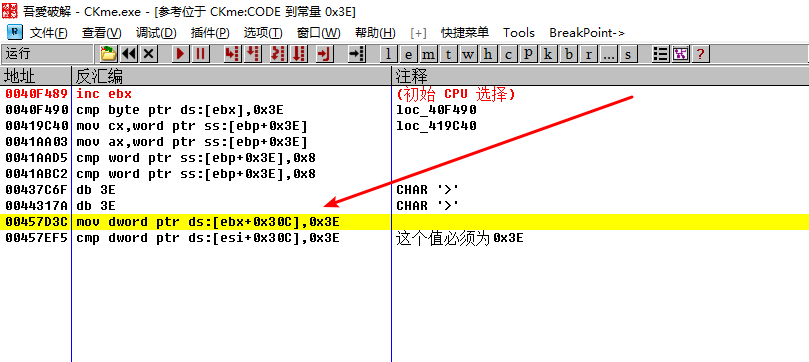 吾愛破解 - CKme.exe - [参考位于 CKme:CODE 到常量 0x3E]
文件(F) 查看(V) 调试(D) 插件(P) 选项(T) 窗口(W) 帮助(H) [+] 快捷菜单 Tools BreakPoint->
运行 l e m t w h c p k b r ... s ?
地址 反汇编 注释
0040F489 inc ebx (初始 CPU 选择)
0040F490 cmp byte ptr ds:[ebx],0x3E loc_40F490
00419C40 mov cx,word ptr ss:[ebp+0x3E] loc_419C40
0041AA03 mov ax,word ptr ss:[ebp+0x3E]
0041AAD5 cmp word ptr ss:[ebp+0x3E],0x8
0041ABC2 cmp word ptr ss:[ebp+0x3E],0x8
00437C6F db 3E CHAR '>'
0044317A db 3E CHAR '>'
00457D3C mov dword ptr ds:[ebx+0x30C],0x3E
00457EF5 cmp dword ptr ds:[esi+0x30C],0x3E 这个值必须为0x3E